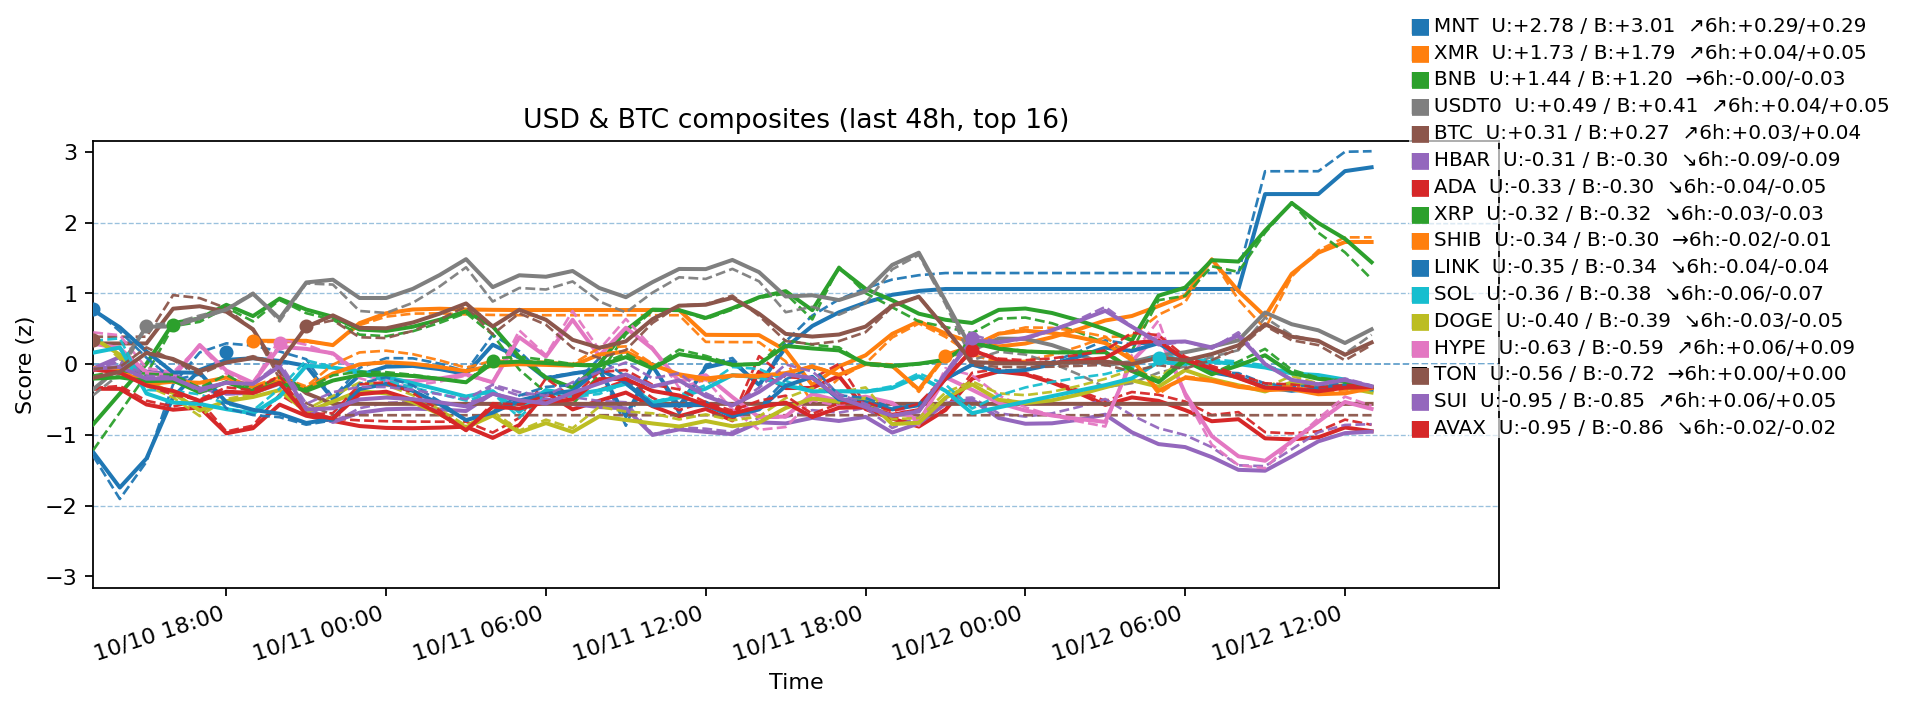 MNT U:+2.78 / B:+3.01 ↗6h:+0.29/+0.29
XMR U:+1.73 / B:+1.79 ↗6h:+0.04/+0.05
BNB U:+1.44 / B:+1.20 →6h:-0.00/-0.03
USDT0 U:+0.49 / B:+0.41 ↗6h:+0.04/+0.05
BTC U:+0.31 / B:+0.27 ↗6h:+0.03/+0.04
HBAR U:-0.31 / B:-0.30 ↘6h:-0.09/-0.09
ADA U:-0.33 / B:-0.30 ↘6h:-0.04/-0.05
XRP U:-0.32 / B:-0.32 ↘6h:-0.03/-0.03
SHIB U:-0.34 / B:-0.30 →6h:-0.02/-0.01
LINK U:-0.35 / B:-0.34 ↘6h:-0.04/-0.04
SOL U:-0.36 / B:-0.38 ↘6h:-0.06/-0.07
DOGE U:-0.40 / B:-0.39 ↘6h:-0.03/-0.05
HYPE U:-0.63 / B:-0.59 ↗6h:+0.06/+0.09
TON U:-0.56 / B:-0.72 →6h:+0.00/+0.00
SUI U:-0.95 / B:-0.85 ↗6h:+0.06/+0.05
AVAX U:-0.95 / B:-0.86 ↘6h:-0.02/-0.02
USD & BTC composites (last 48h, top 16)
Score (z)
3
2
1
0
−1
−2
−3
10/10 18:00
10/11 00:00
10/11 06:00
10/11 12:00
10/11 18:00
10/12 00:00
10/12 06:00
10/12 12:00
Time